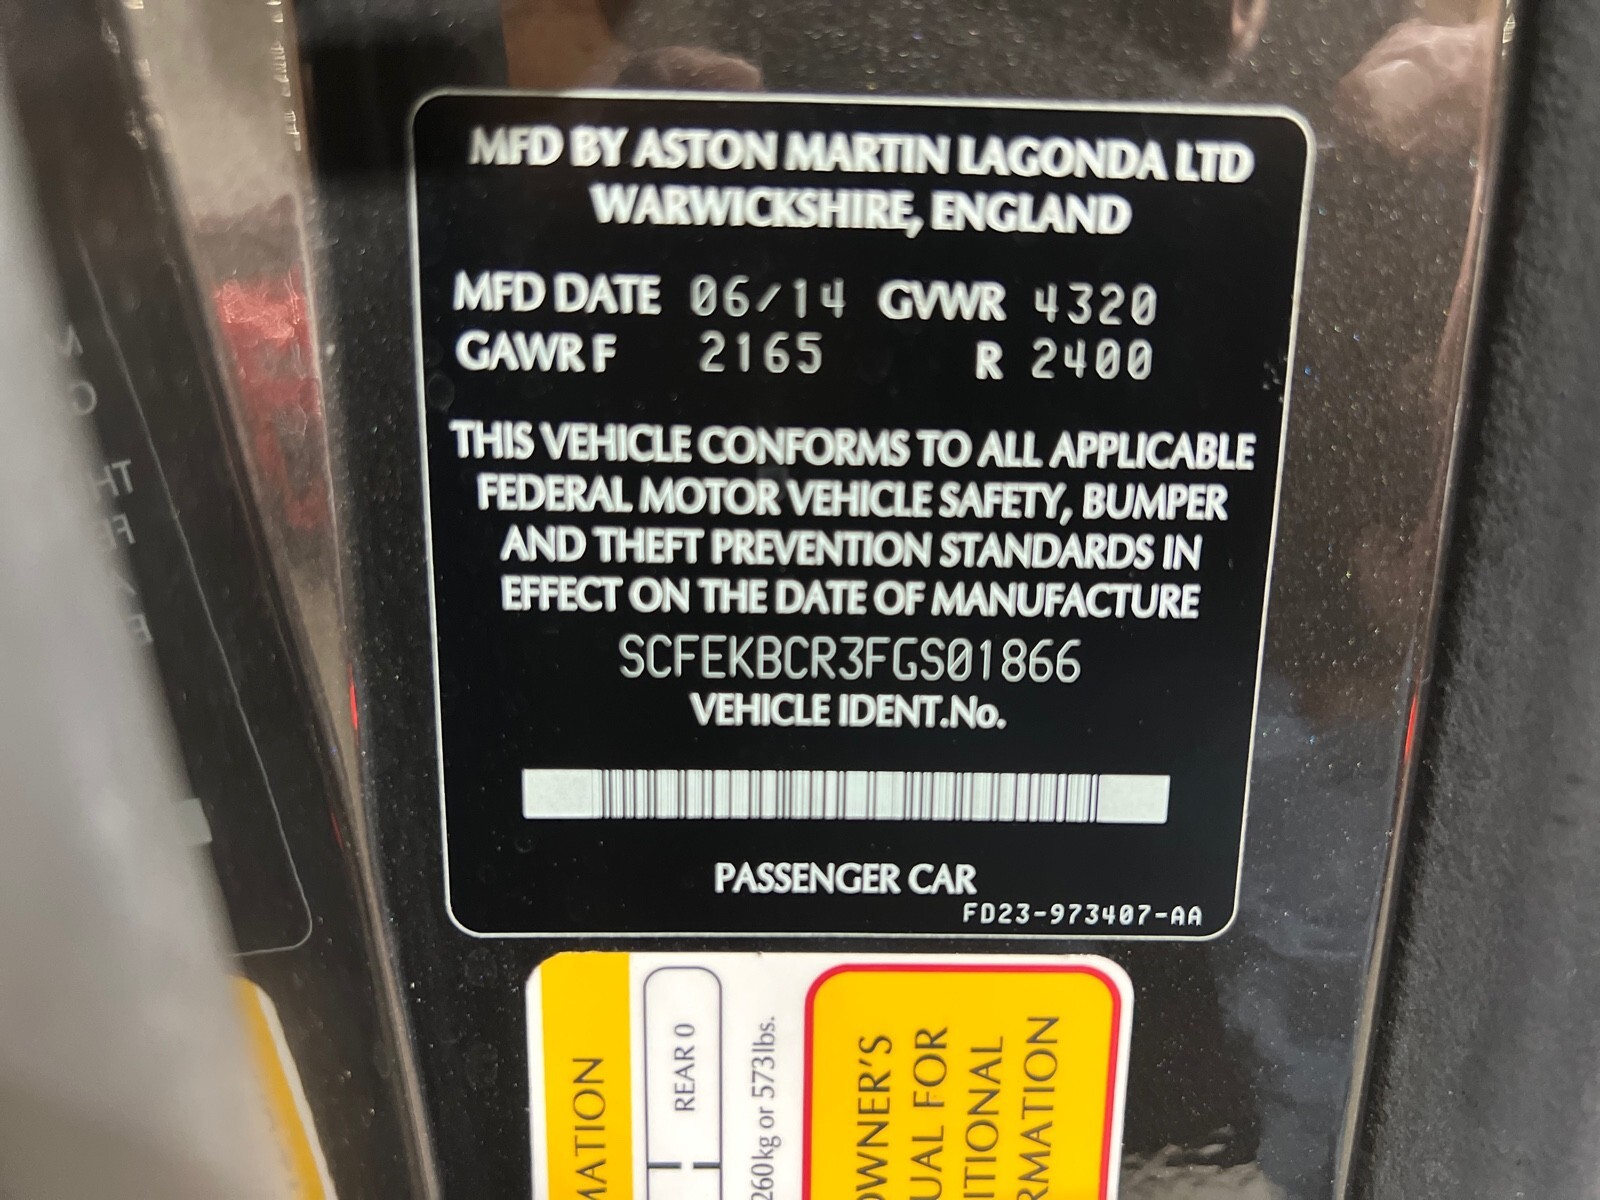 MFD BY ASTON MARTIN LAGONDA LTD
WARWICKSHIRE, ENGLAND
MFD DATE 06/14 GVWR 4320
GAWR F 2165 R 2400
THIS VEHICLE CONFORMS TO ALL APPLICABLE
FEDERAL MOTOR VEHICLE SAFETY, BUMPER
AND THEFT PREVENTION STANDARDS IN
EFFECT ON THE DATE OF MANUFACTURE
SCFEKBCR3FGS01866
VEHICLE IDENT.No.
PASSENGER CAR
FD23-973407-AA
MATION
REAR 0
260kg or 573lbs.
OWNER'S
UAL FOR
ITIONAL
RMATION